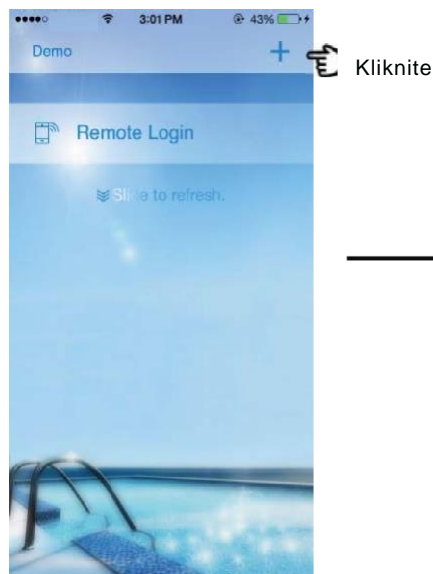 3:01 PM 43%
Demo +
Kliknite
Remote Login
Slide to refresh.